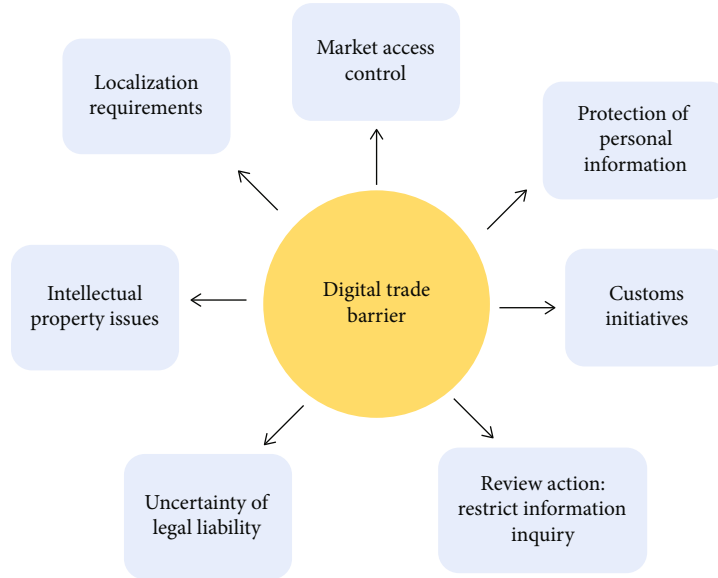 Market access
control
Localization
requirements
Protection of
personal
information
Intellectual
property issues
Digital trade
barrier
Customs
initiatives
Uncertainty of
legal liability
Review action:
restrict information
inquiry